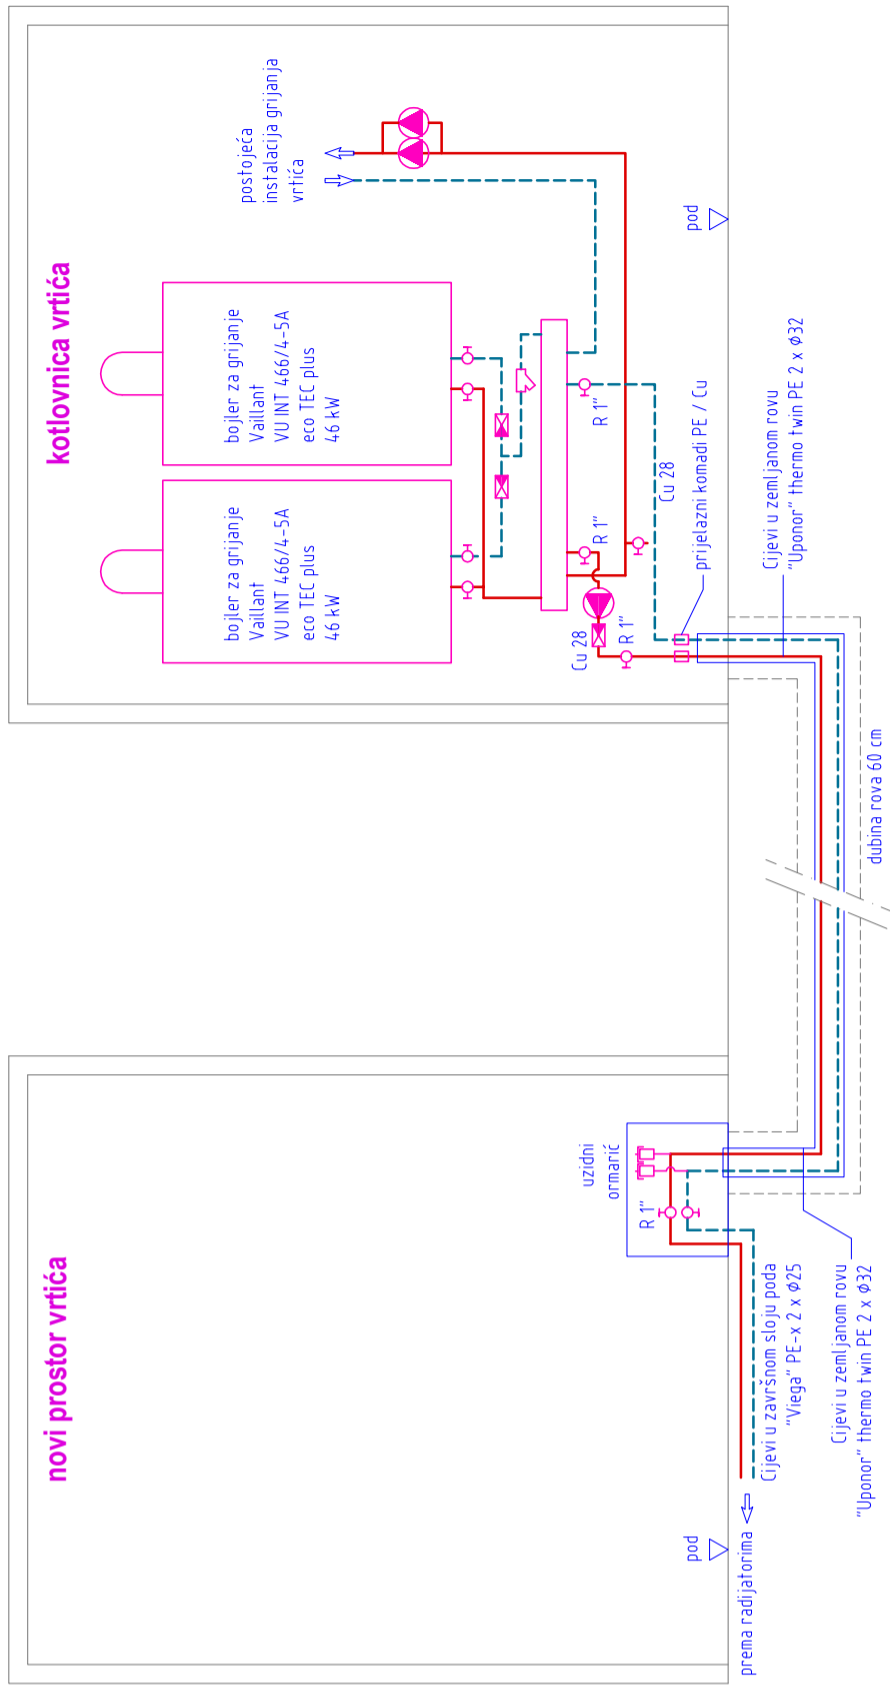 novi prostor vrtića
kotlovnica vrtića
bojler za grijanje
Vaillant
VU INT 466/4-5A
eco TEC plus
46 kW
bojler za grijanje
Vaillant
VU INT 466/4-5A
eco TEC plus
46 kW
postojeća
instalacija grijanja
vrtića
uzidni
ormarić
R 1"
Cu 28
R 1"
R 1"
R 1"
Cu 28
prijelazni komadi PE / Cu
pod
pod
prema radijatorima
Cijevi u završnom sloju poda
"Viega" PE-x 2 x Ø25
Cijevi u zemljanom rovu
"Uponor" thermo twin PE 2 x Ø32
Cijevi u zemljanom rovu
"Uponor" thermo twin PE 2 x Ø32
dubina rova 60 cm